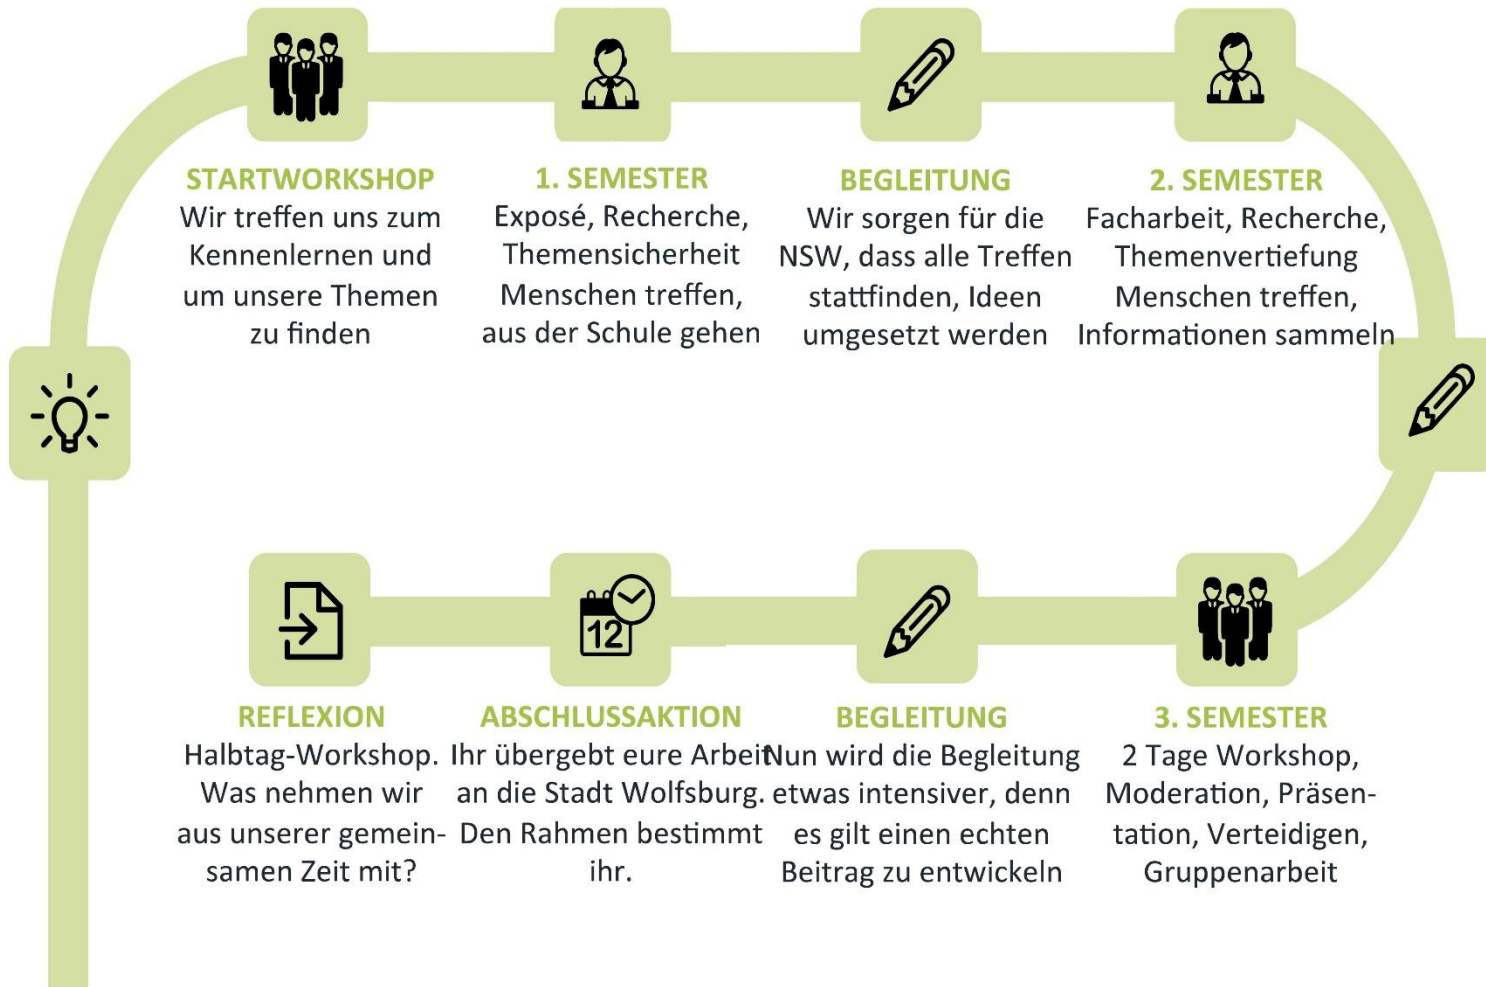 STARTWORKSHOP
Wir treffen uns zum
Kennenlernen und
um unsere Themen
zu finden
1. SEMESTER
Exposé, Recherche,
Themensicherheit
Menschen treffen,
aus der Schule gehen
BEGLEITUNG
Wir sorgen für die
NSW, dass alle Treffen
stattfinden, Ideen
umgesetzt werden
2. SEMESTER
Facharbeit, Recherche,
Themenvertiefung
Menschen treffen,
Informationen sammeln
REFLEXION
Halbtag-Workshop.
Was nehmen wir
aus unserer gemein-
samen Zeit mit?
12
ABSCHLUSSAKTION
Ihr übergebt eure Arbeit
an die Stadt Wolfsburg.
Den Rahmen bestimmt
ihr.
BEGLEITUNG
Nun wird die Begleitung
etwas intensiver, denn
es gilt einen echten
Beitrag zu entwickeln
3. SEMESTER
2 Tage Workshop,
Moderation, Präsen-
tation, Verteidigen,
Gruppenarbeit